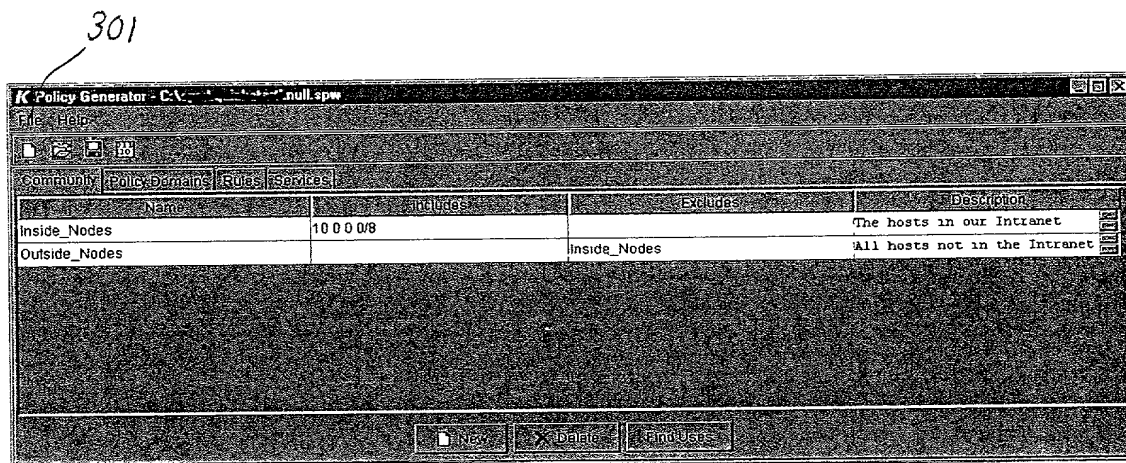 301
Policy Generator - C:\ null.spw
File Help
Community Policy Domains Rules Services
Name Includes Excludes Description
Inside_Nodes 10 0 0 0/8 The hosts in our Intranet
Outside_Nodes Inside_Nodes All hosts not in the Intranet
New Delete Find Uses